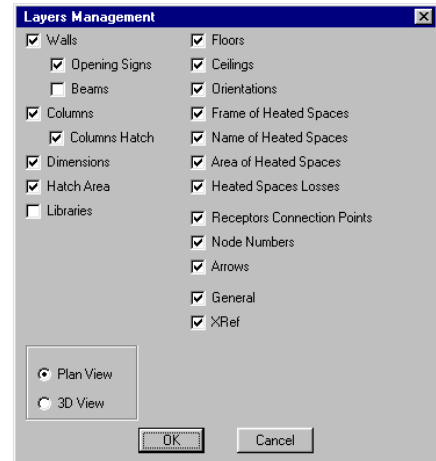 Layers Management
Walls
Opening Signs
Beams
Columns
Columns Hatch
Dimensions
Hatch Area
Libraries
Floors
Ceilings
Orientations
Frame of Heated Spaces
Name of Heated Spaces
Area of Heated Spaces
Heated Spaces Losses
Receptors Connection Points
Node Numbers
Arrows
General
XRef
Plan View
3D View
OK
Cancel